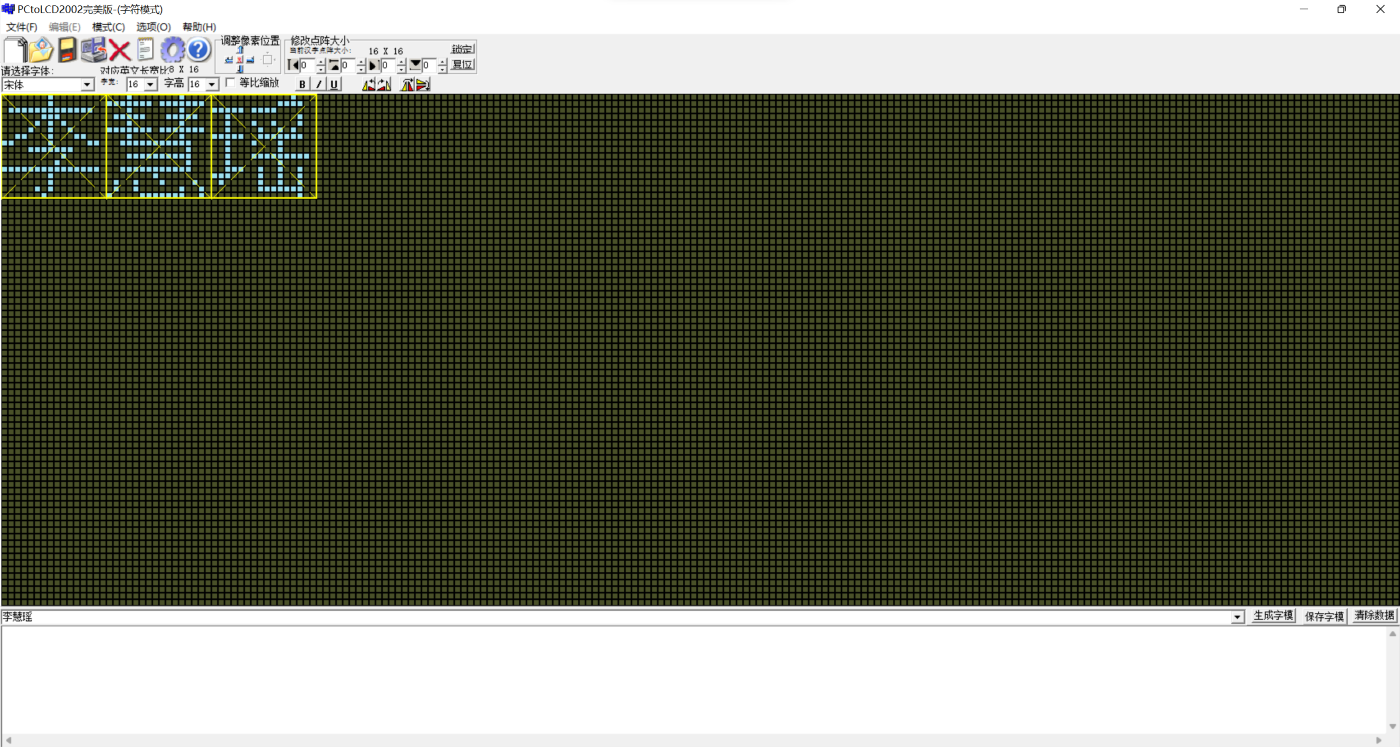 PCtoLCD2002完美版-(字符模式)
文件(F) 编辑(E) 模式(C) 选项(O) 帮助(H)
调整像素位置 修改点阵大小
当前汉字点阵大小: 16 X 16 锁定
0 0 0 0 复位
请选择字体: 对应英文长宽比8 X 16
宋体 字宽: 16 字高 16 等比缩放 B I U
李慧瑶
李慧瑶 生成字模 保存字模 清除数据